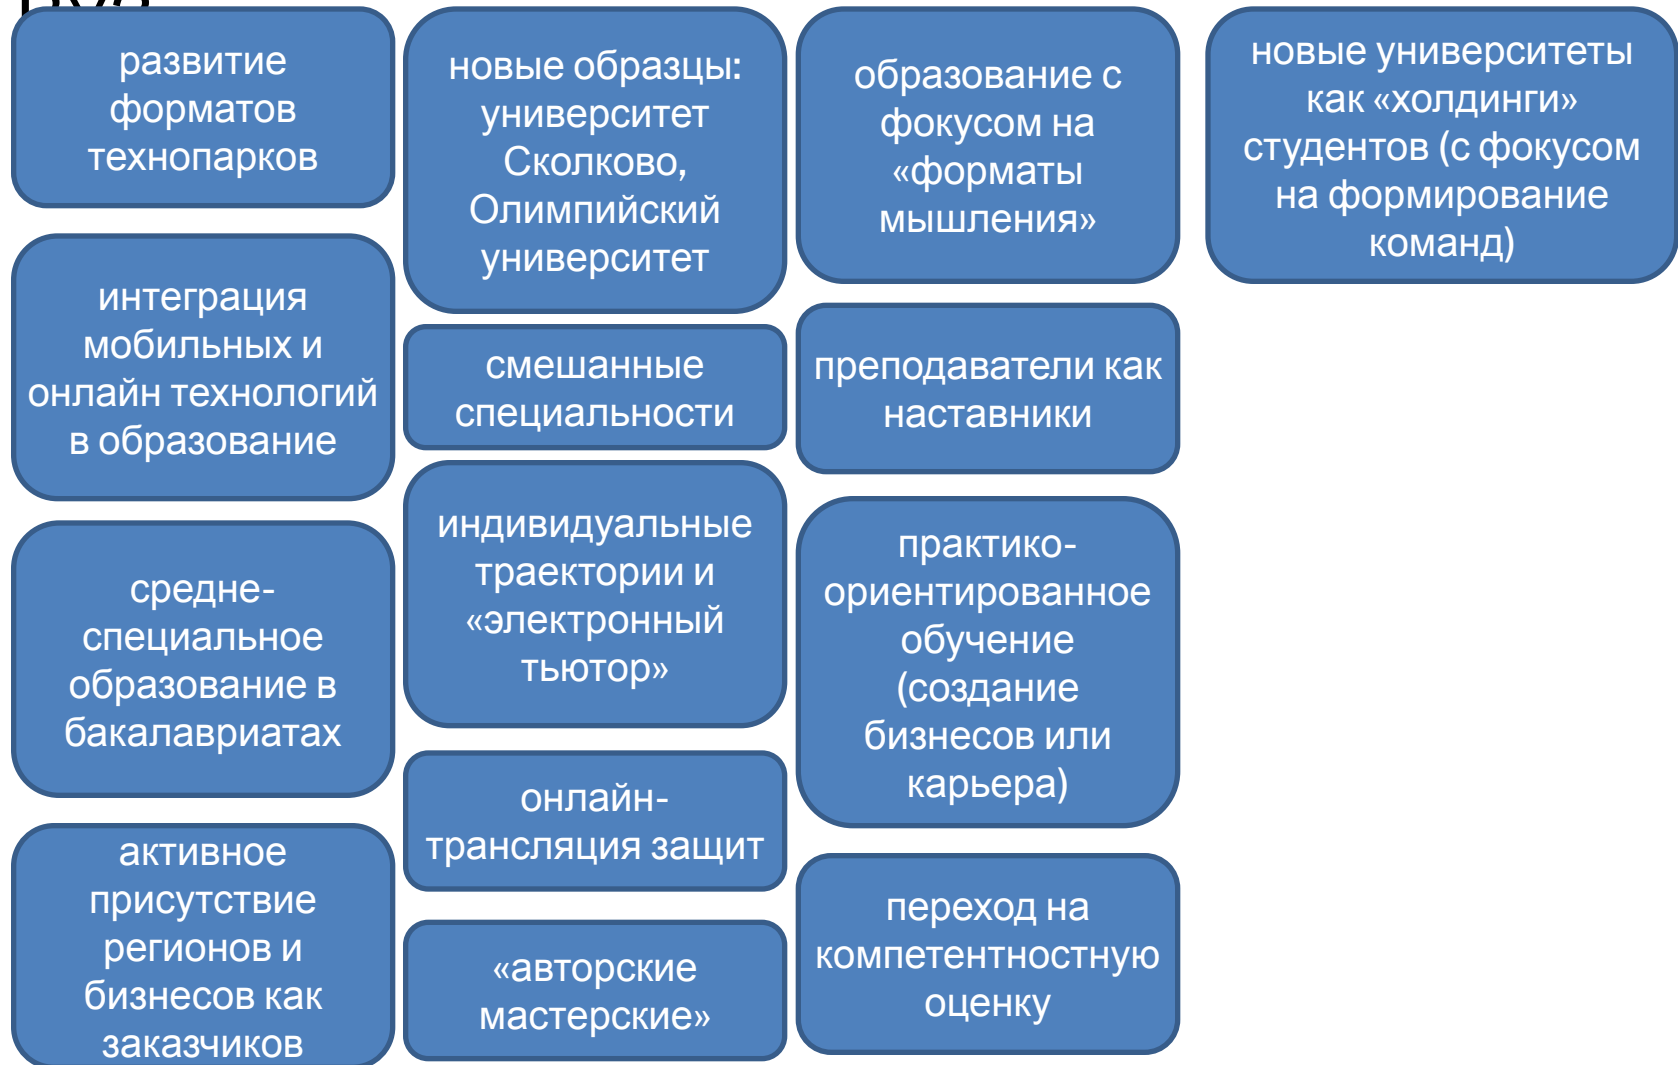 развитие
форматов
технопарков
интеграция
мобильных и
онлайн технологий
в образование
средне-
специальное
образование в
бакалавриатах
активное
присутствие
регионов и
бизнесов как
заказчиков
новые образцы:
университет
Сколково,
Олимпийский
университет
смешанные
специальности
индивидуальные
траектории и
«электронный
тьютор»
онлайн-
трансляция защит
«авторские
мастерские»
образование с
фокусом на
«форматы
мышления»
преподаватели как
наставники
практико-
ориентированное
обучение
(создание
бизнесов или
карьера)
переход на
компетентностную
оценку
новые университеты
как «холдинги»
студентов (с фокусом
на формирование
команд)